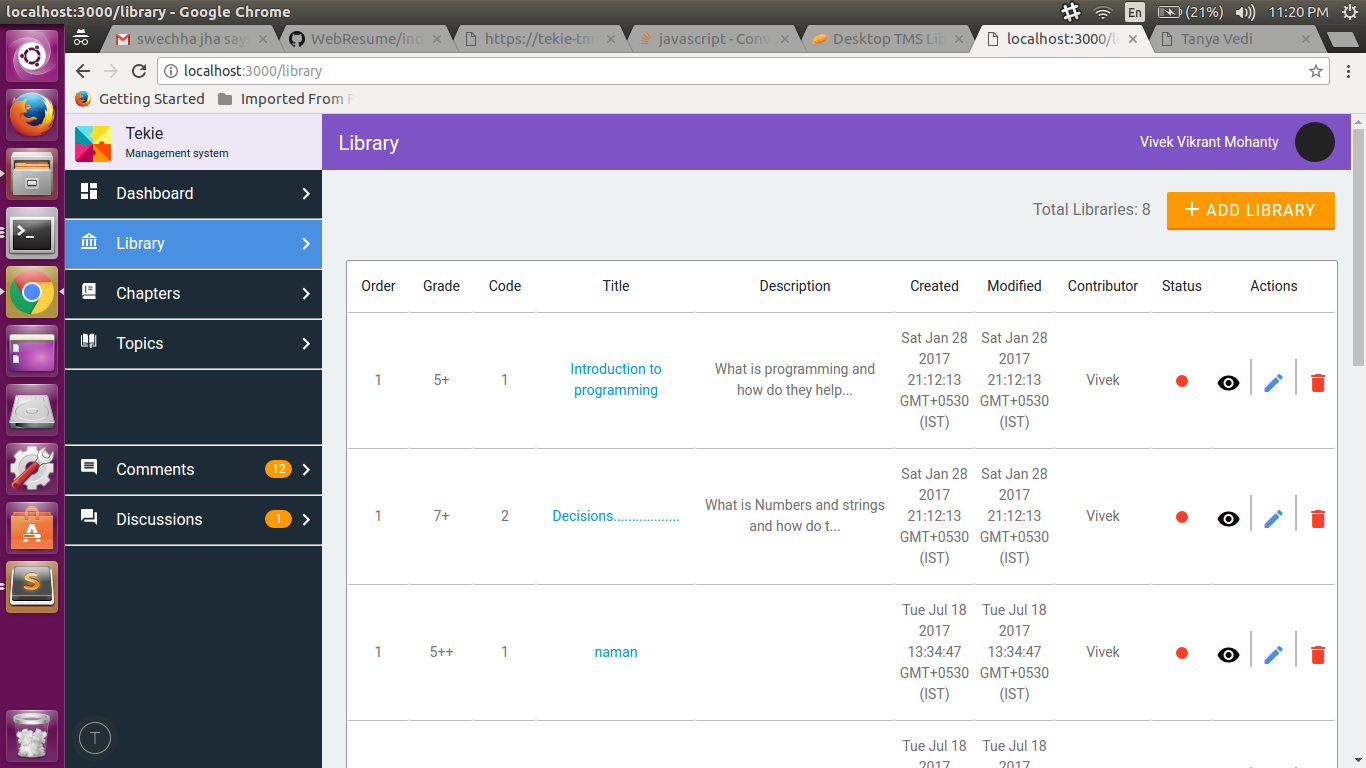 localhost:3000/library - Google Chrome
En
(21%)
11:20 PM
swechha jha say
WebResume/ind
https://tekie-tm
javascript - Conv
Desktop TMS Lib
localhost:3000/li
Tanya Vedi
localhost:3000/library
Getting Started
Imported From F
Tekie
Management system
Library
Vivek Vikrant Mohanty
Dashboard
Library
Chapters
Topics
Comments 12
Discussions 1
T
Total Libraries: 8
+ ADD LIBRARY
Order Grade Code Title Description Created Modified Contributor Status Actions
1 5+ 1
Introduction to
programming
What is programming and
how do they help...
Sat Jan 28
2017
21:12:13
GMT+0530
(IST)
Sat Jan 28
2017
21:12:13
GMT+0530
(IST)
Vivek
1 7+ 2
Decisions..................
What is Numbers and strings
and how do t...
Sat Jan 28
2017
21:12:13
GMT+0530
(IST)
Sat Jan 28
2017
21:12:13
GMT+0530
(IST)
Vivek
1 5++ 1
naman
Tue Jul 18
2017
13:34:47
GMT+0530
(IST)
Tue Jul 18
2017
13:34:47
GMT+0530
(IST)
Vivek
Tue Jul 18
2017
Tue Jul 18
2017